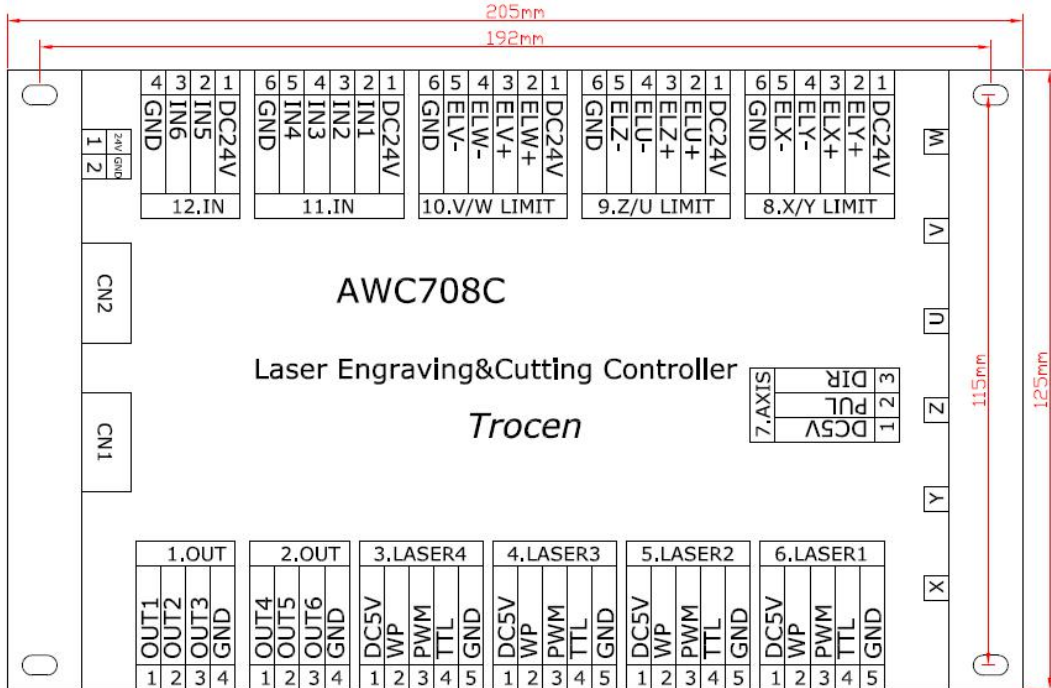 205mm
192mm
4 3 2 1
GND IN6 IN5 DC24V
12.IN
6 5 4 3 2 1
GND IN4 IN3 IN2 IN1 DC24V
11.IN
6 5 4 3 2 1
GND ELV- ELW- ELV+ ELW+ DC24V
10.V/W LIMIT
6 5 4 3 2 1
GND ELZ- ELU- ELZ+ ELU+ DC24V
9.Z/U LIMIT
6 5 4 3 2 1
GND ELX- ELY- ELX+ ELY+ DC24V
8.X/Y LIMIT
1 24V
2 GND
W
V
U
Z
Y
X
CN2
CN1
AWC708C
Laser Engraving&Cutting Controller
Trocen
7.AXIS
DIR 3
PUL 2
DC5V 1
115mm
125mm
1.OUT
OUT1 OUT2 OUT3 GND
1 2 3 4
2.OUT
OUT4 OUT5 OUT6 GND
1 2 3 4
3.LASER4
DC5V WP PWM TTL GND
1 2 3 4 5
4.LASER3
DC5V WP PWM TTL GND
1 2 3 4 5
5.LASER2
DC5V WP PWM TTL GND
1 2 3 4 5
6.LASER1
DC5V WP PWM TTL GND
1 2 3 4 5